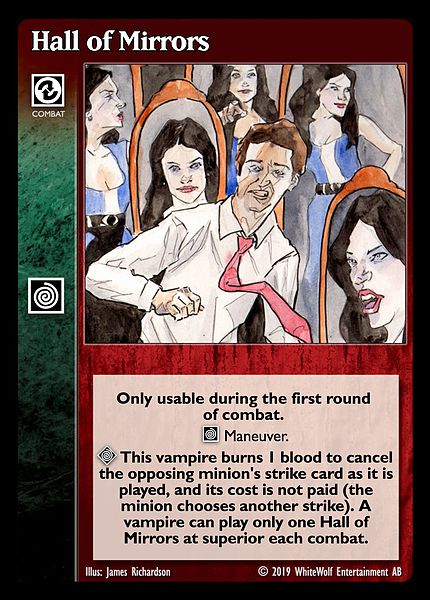 Hall of Mirrors
COMBAT
Only usable during the first round
of combat.
Maneuver.
This vampire burns 1 blood to cancel
the opposing minion's strike card as it is
played, and its cost is not paid (the
minion chooses another strike). A
vampire can play only one Hall of
Mirrors at superior each combat.
Illus: James Richardson © 2019 WhiteWolf Entertainment AB